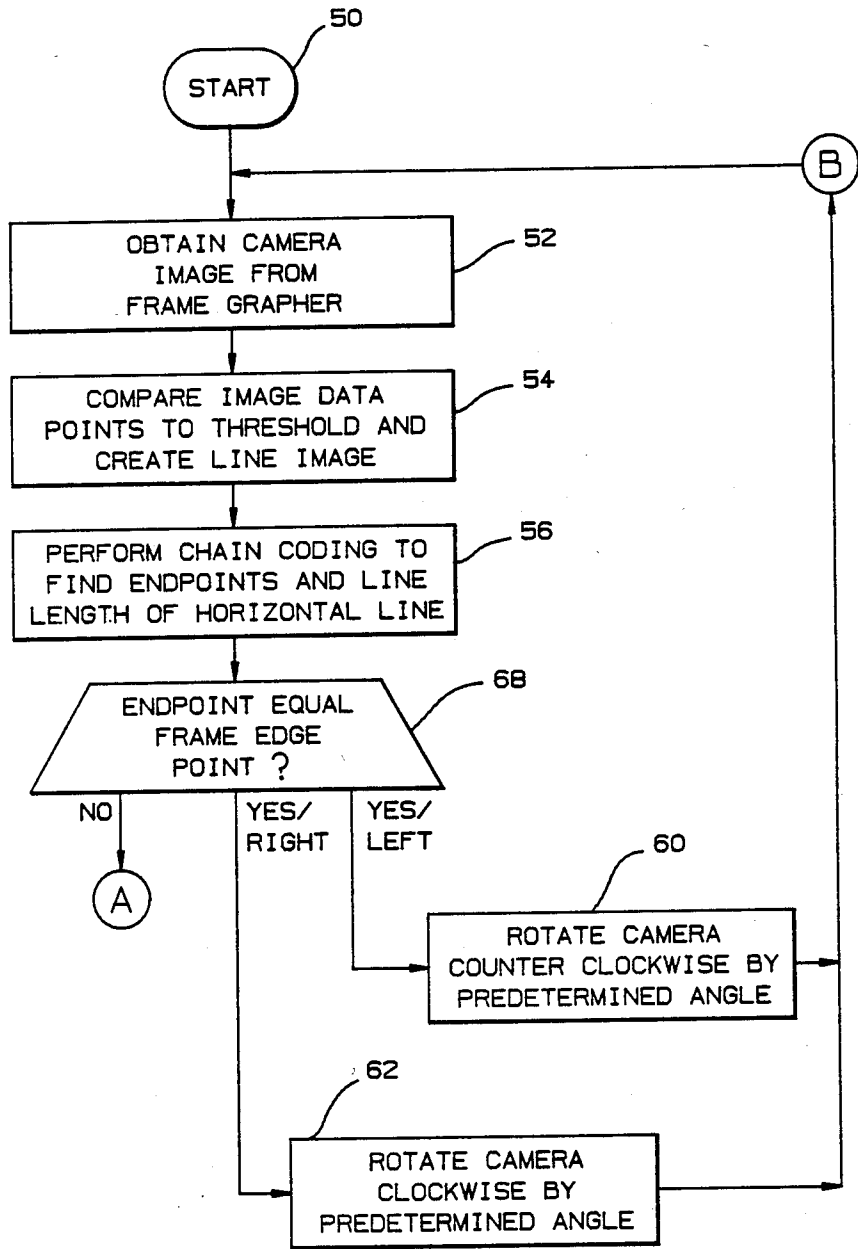 50
START
B
OBTAIN CAMERA
IMAGE FROM
FRAME GRAPHER
52
COMPARE IMAGE DATA
POINTS TO THRESHOLD AND
CREATE LINE IMAGE
54
PERFORM CHAIN CODING TO
FIND ENDPOINTS AND LINE
LENGTH OF HORIZONTAL LINE
56
ENDPOINT EQUAL
FRAME EDGE
POINT ?
68
NO
YES/
RIGHT
YES/
LEFT
A
60
ROTATE CAMERA
COUNTER CLOCKWISE BY
PREDETERMINED ANGLE
62
ROTATE CAMERA
CLOCKWISE BY
PREDETERMINED ANGLE